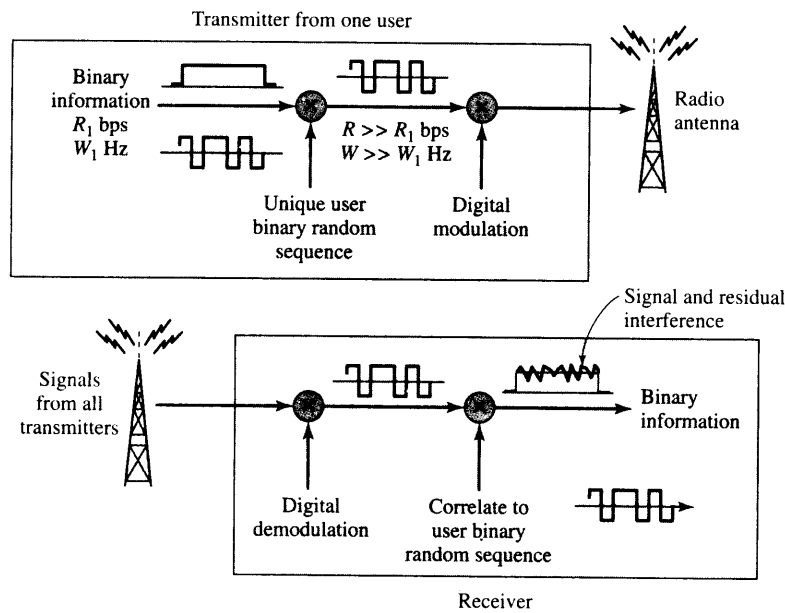 Transmitter from one user
Binary
information
R₁ bps
W₁ Hz
R >> R₁ bps
W >> W₁ Hz
Unique user
binary random
sequence
Digital
modulation
Radio
antenna
Signal and residual
interference
Signals
from all
transmitters
Binary
information
Digital
demodulation
Correlate to
user binary
random sequence
Receiver